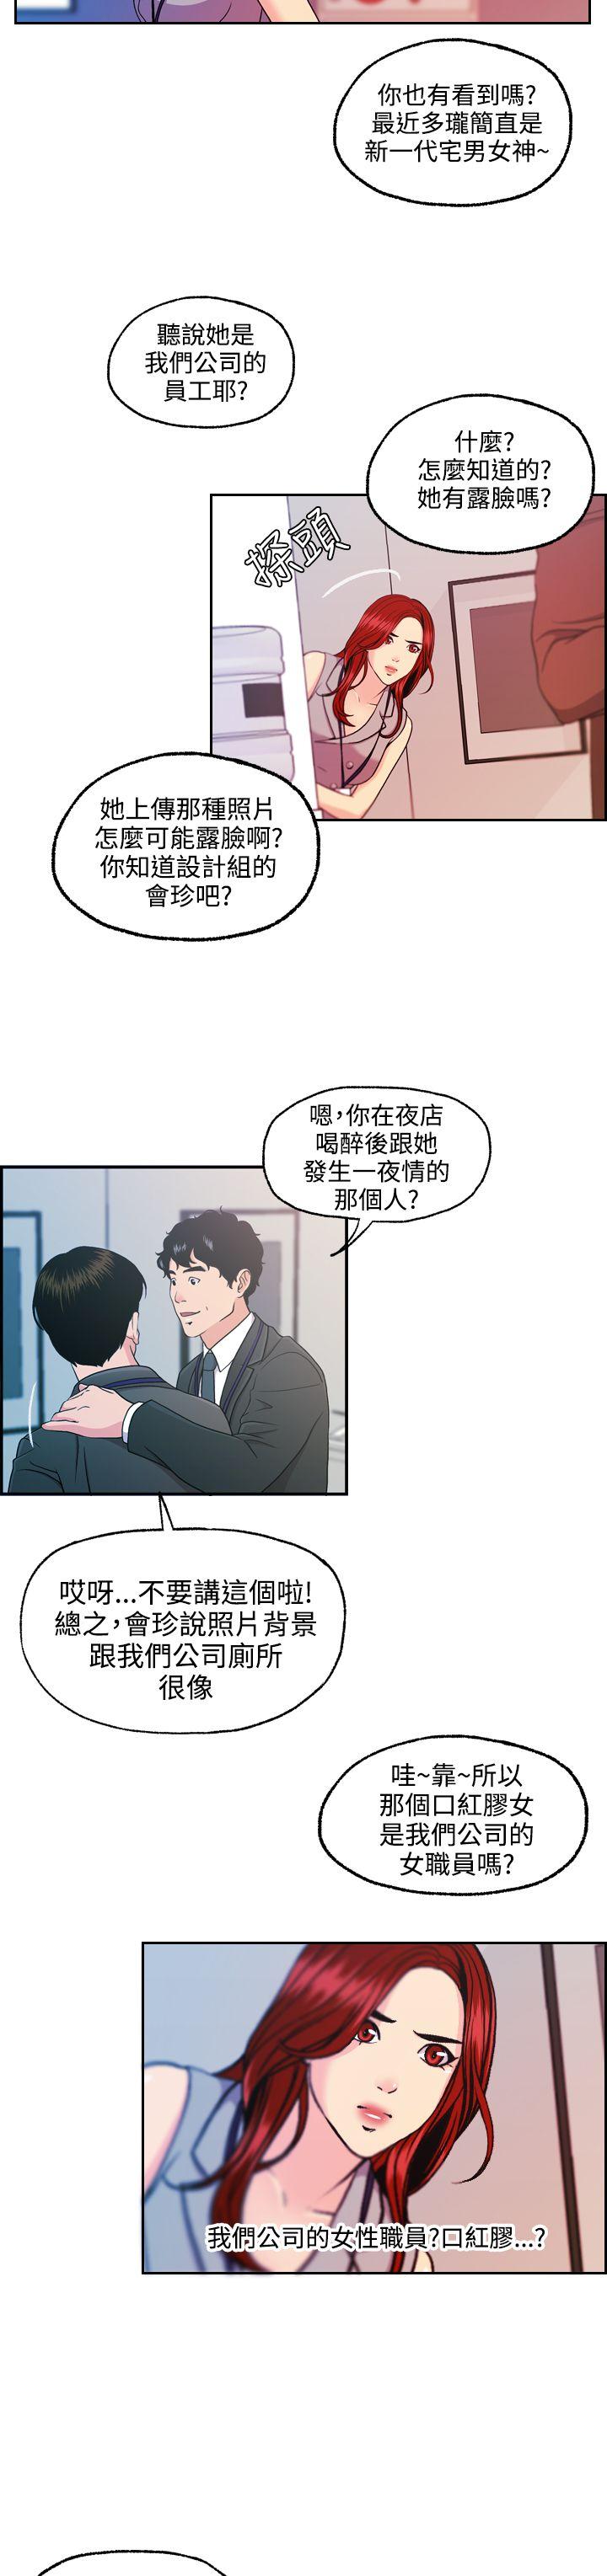 你也有看到嗎?
最近多瓏簡直是
新一代宅男女神~
聽說她是
我們公司的
員工耶?
什麼?
怎麼知道的?
她有露臉嗎?
探頭
她上傳那種照片
怎麼可能露臉啊?
你知道設計組的
會珍吧?
嗯,你在夜店
喝醉後跟她
發生一夜情的
那個人?
哎呀...不要講這個啦!
總之,會珍說照片背景
跟我們公司廁所
很像
哇~靠~所以
那個口紅膠女
是我們公司的
女職員嗎?
我們公司的女性職員?口紅膠...?